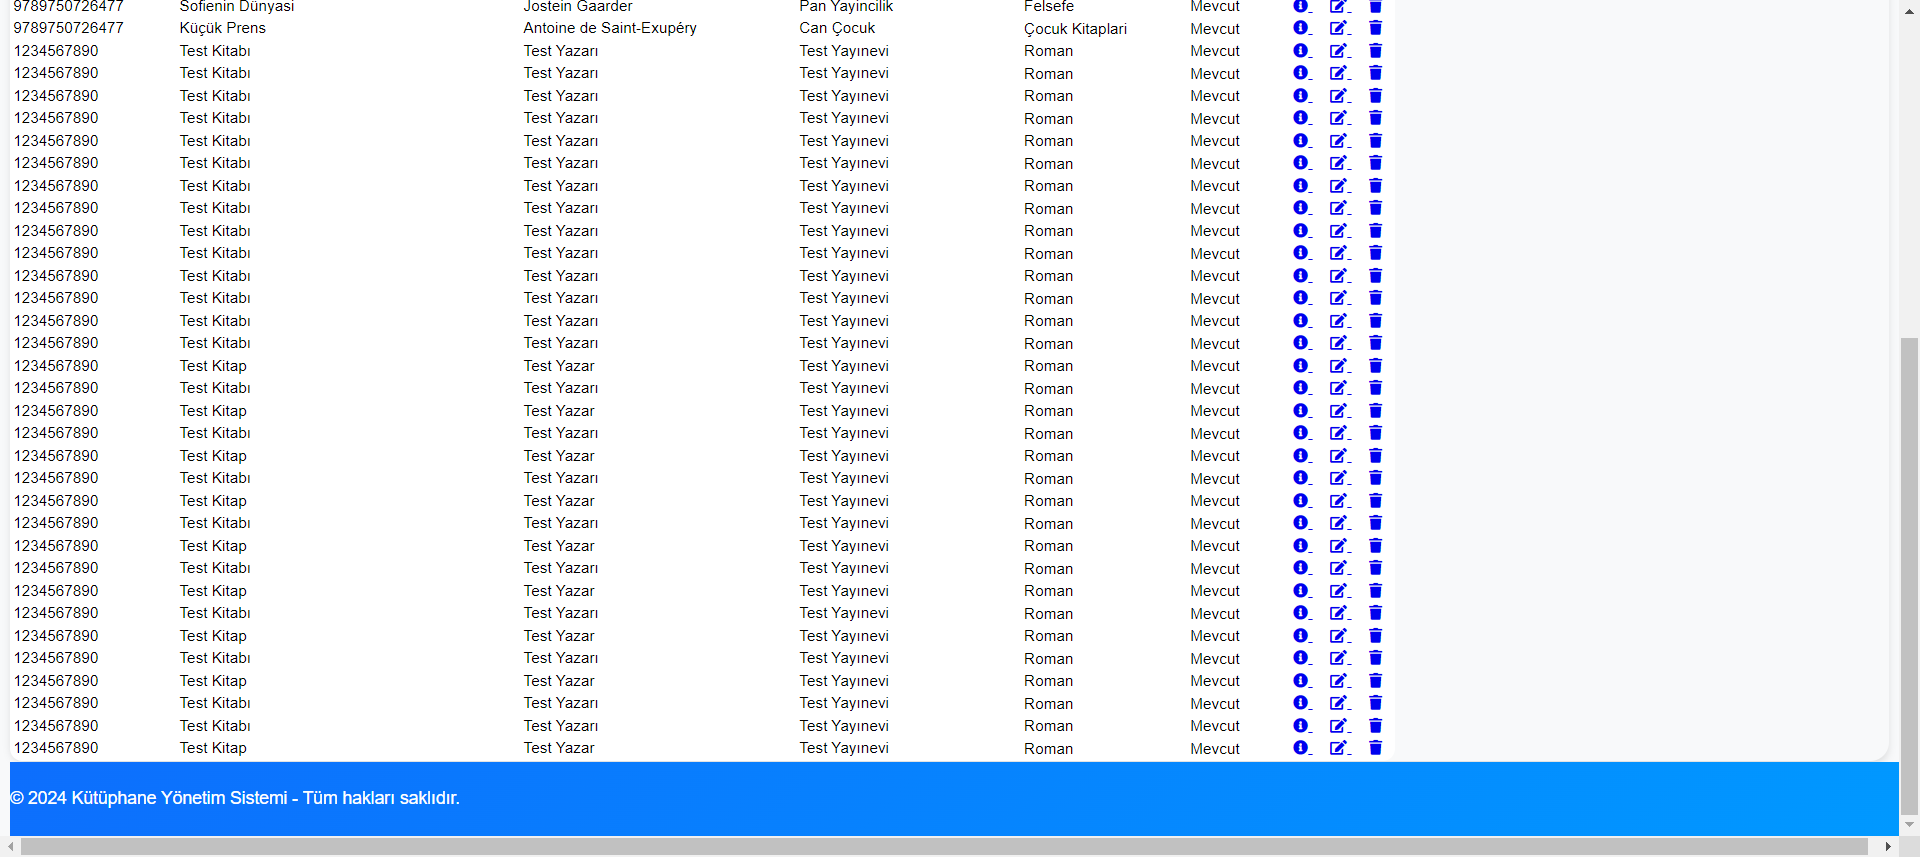 9789750726477 Sofienin Dünyasi Jostein Gaarder Pan Yayincilik Felsefe Mevcut
9789750726477 Küçük Prens Antoine de Saint-Exupéry Can Çocuk Çocuk Kitaplari Mevcut
1234567890 Test Kitabı Test Yazarı Test Yayınevi Roman Mevcut
1234567890 Test Kitabı Test Yazarı Test Yayınevi Roman Mevcut
1234567890 Test Kitabı Test Yazarı Test Yayınevi Roman Mevcut
1234567890 Test Kitabı Test Yazarı Test Yayınevi Roman Mevcut
1234567890 Test Kitabı Test Yazarı Test Yayınevi Roman Mevcut
1234567890 Test Kitabı Test Yazarı Test Yayınevi Roman Mevcut
1234567890 Test Kitabı Test Yazarı Test Yayınevi Roman Mevcut
1234567890 Test Kitabı Test Yazarı Test Yayınevi Roman Mevcut
1234567890 Test Kitabı Test Yazarı Test Yayınevi Roman Mevcut
1234567890 Test Kitabı Test Yazarı Test Yayınevi Roman Mevcut
1234567890 Test Kitabı Test Yazarı Test Yayınevi Roman Mevcut
1234567890 Test Kitabı Test Yazarı Test Yayınevi Roman Mevcut
1234567890 Test Kitabı Test Yazarı Test Yayınevi Roman Mevcut
1234567890 Test Kitabı Test Yazarı Test Yayınevi Roman Mevcut
1234567890 Test Kitap Test Yazar Test Yayınevi Roman Mevcut
1234567890 Test Kitabı Test Yazarı Test Yayınevi Roman Mevcut
1234567890 Test Kitap Test Yazar Test Yayınevi Roman Mevcut
1234567890 Test Kitabı Test Yazarı Test Yayınevi Roman Mevcut
1234567890 Test Kitap Test Yazar Test Yayınevi Roman Mevcut
1234567890 Test Kitabı Test Yazarı Test Yayınevi Roman Mevcut
1234567890 Test Kitap Test Yazar Test Yayınevi Roman Mevcut
1234567890 Test Kitabı Test Yazarı Test Yayınevi Roman Mevcut
1234567890 Test Kitap Test Yazar Test Yayınevi Roman Mevcut
1234567890 Test Kitabı Test Yazarı Test Yayınevi Roman Mevcut
1234567890 Test Kitap Test Yazar Test Yayınevi Roman Mevcut
1234567890 Test Kitabı Test Yazarı Test Yayınevi Roman Mevcut
1234567890 Test Kitap Test Yazar Test Yayınevi Roman Mevcut
1234567890 Test Kitabı Test Yazarı Test Yayınevi Roman Mevcut
1234567890 Test Kitap Test Yazar Test Yayınevi Roman Mevcut
1234567890 Test Kitabı Test Yazarı Test Yayınevi Roman Mevcut
1234567890 Test Kitabı Test Yazarı Test Yayınevi Roman Mevcut
1234567890 Test Kitap Test Yazar Test Yayınevi Roman Mevcut
© 2024 Kütüphane Yönetim Sistemi - Tüm hakları saklıdır.